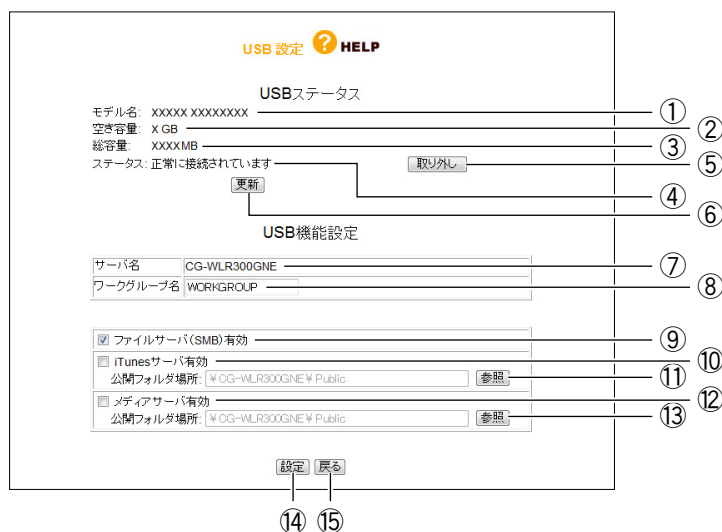 USB 設定 ? HELP
USBステータス
モデル名: XXXXX XXXXXXXX ①
空き容量: X GB ②
総容量: XXXXMB ③
ステータス: 正常に接続されています 取り外し ⑤
④
更新 ⑥
USB機能設定
サーバ名 CG-WLR300GNE ⑦
ワークグループ名 WORKGROUP ⑧
ファイルサーバ(SMB)有効 ⑨
iTunesサーバ有効 ⑩
公開フォルダ場所: ¥CG-WLR300GNE¥Public 参照 ⑪
メディアサーバ有効 ⑫
公開フォルダ場所: ¥CG-WLR300GNE¥Public 参照 ⑬
設定 戻る
⑭ ⑮